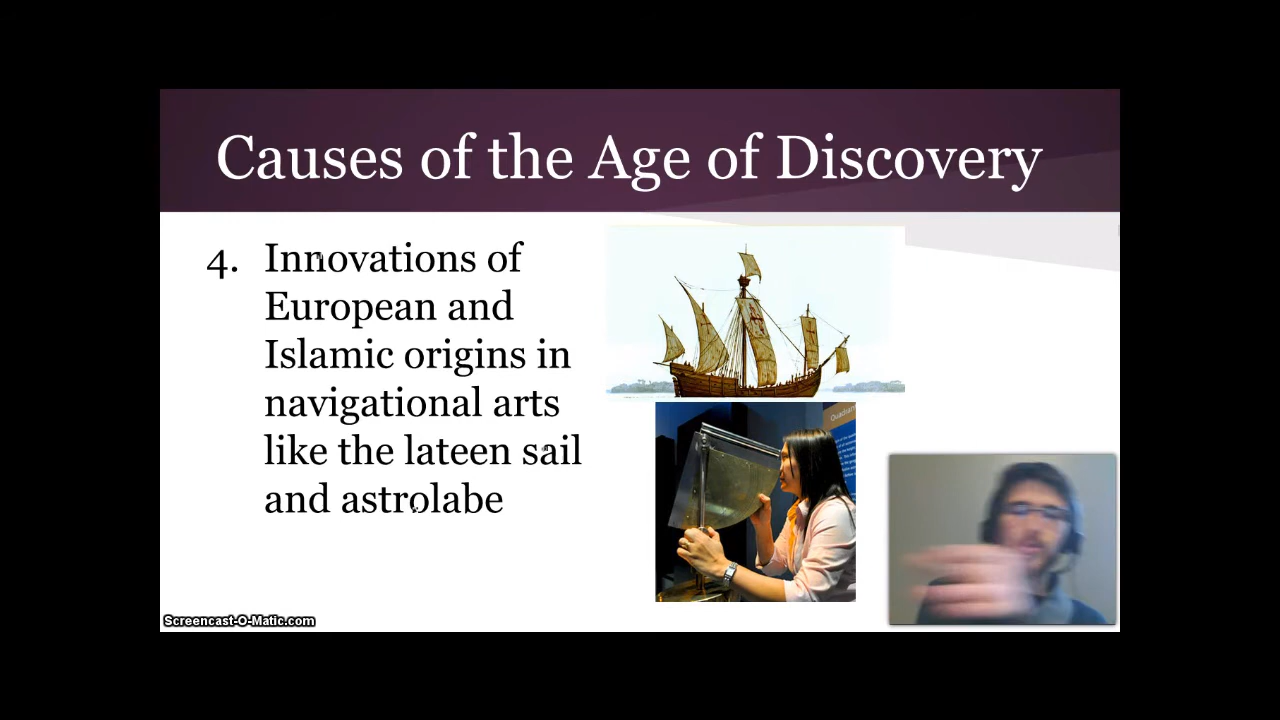 Causes of the Age of Discovery
4. Innovations of
European and
Islamic origins in
navigational arts
like the lateen sail
and astrolabe
Quadrant
Screencast-O-Matic.com